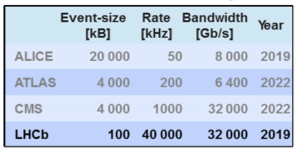 Event-size Rate Bandwidth Year
[kB] [kHz] [Gb/s]
ALICE 20 000 50 8 000 2019
ATLAS 4 000 200 6 400 2022
CMS 4 000 1000 32 000 2022
LHCb 100 40 000 32 000 2019